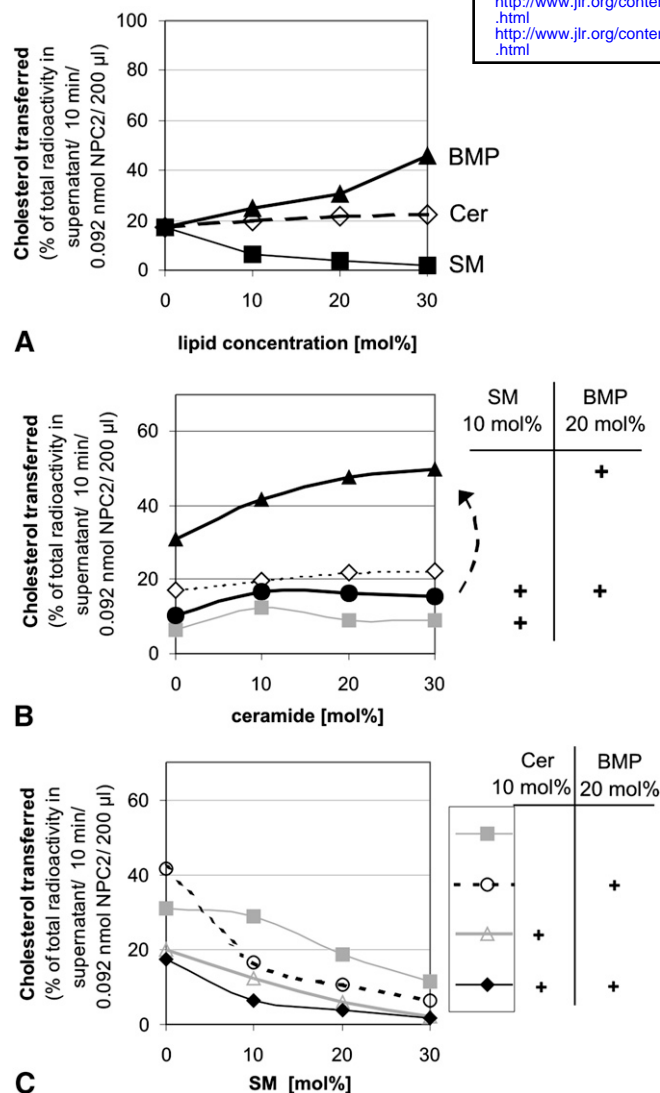 http://www.jlr.org/conten
.html
http://www.jlr.org/conten
.html
Cholesterol transferred
(% of total radioactivity in
supernatant/ 10 min/
0.092 nmol NPC2/ 200 µl)
100
80
60
40
20
0
BMP
Cer
SM
0 10 20 30
A
lipid concentration [mol%]
Cholesterol transferred
(% of total radioactivity in
supernatant/ 10 min/
0.092 nmol NPC2/ 200 µl)
60
40
20
0
0 10 20 30
SM BMP
10 mol% 20 mol%
+
+ +
+
B
ceramide [mol%]
Cholesterol transferred
(% of total radioactivity in
supernatant/ 10 min/
0.092 nmol NPC2/ 200 µl)
60
40
20
0
0 10 20 30
Cer BMP
10 mol% 20 mol%
+
+
+ +
C
SM [mol%]